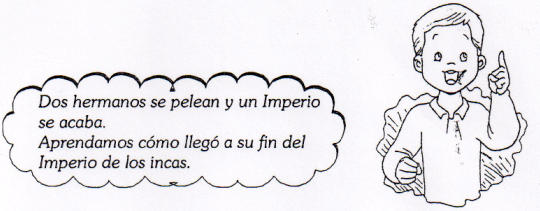 Dos hermanos se pelean y un Imperio
se acaba.
Aprendamos cómo llegó a su fin del
Imperio de los incas.